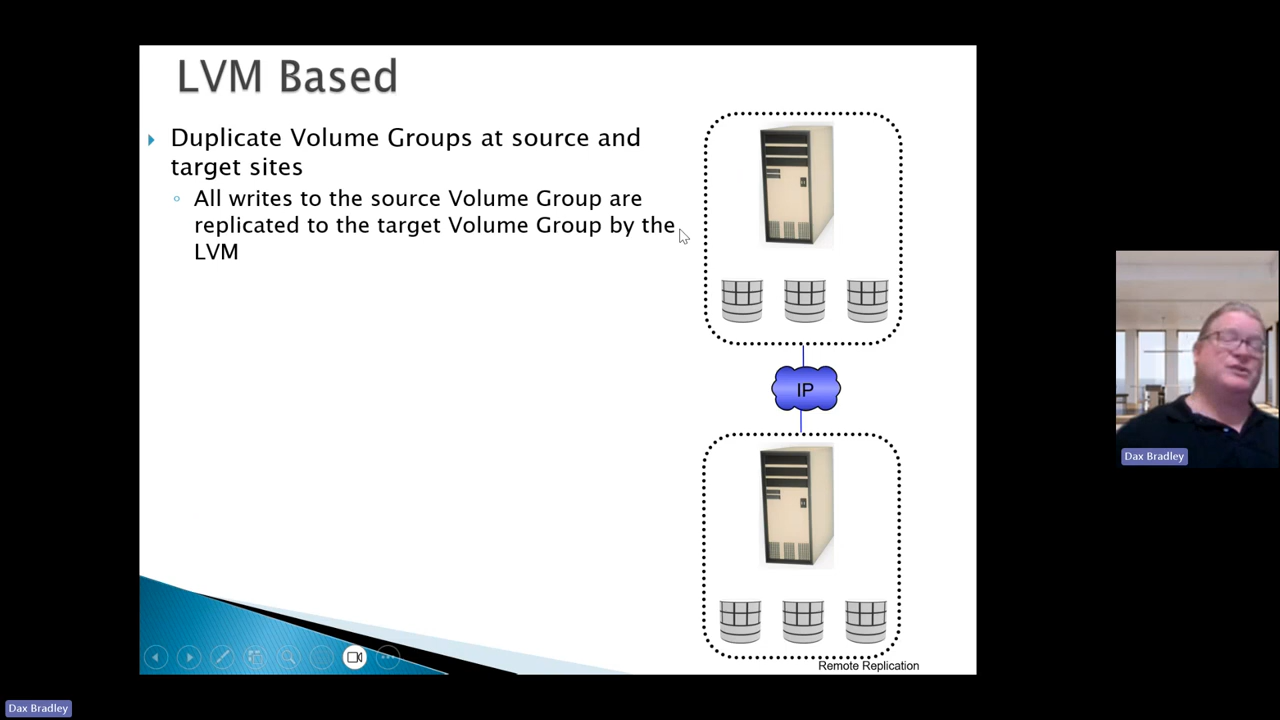 LVM Based
Duplicate Volume Groups at source and
target sites
All writes to the source Volume Group are
replicated to the target Volume Group by the
LVM
IP
Remote Replication
Dax Bradley
Dax Bradley